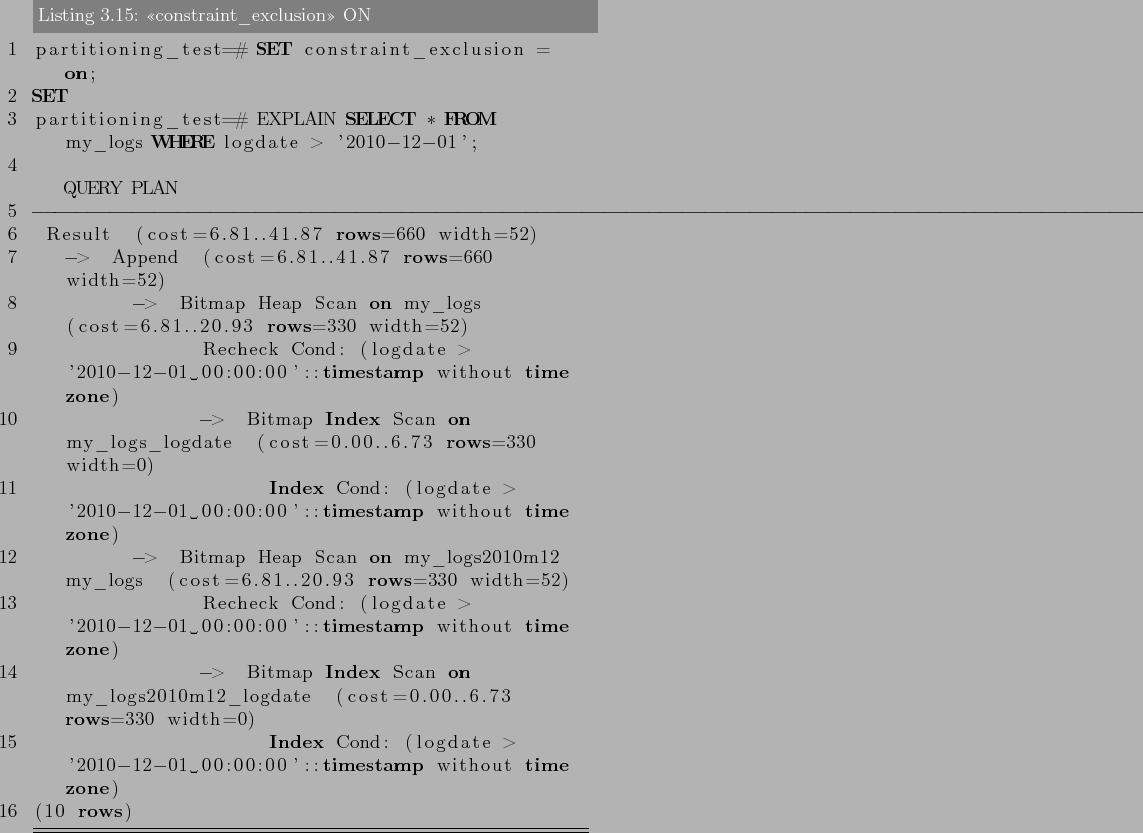 Listing 3.15: «constraint_exclusion» ON
1 partitioning_test=# SET constraint_exclusion =
on;
2 SET
3 partitioning_test=# EXPLAIN SELECT * FROM
my_logs WHERE logdate > '2010-12-01';
4
QUERY PLAN
5
6 Result (cost=6.81..41.87 rows=660 width=52)
7 -> Append (cost=6.81..41.87 rows=660
width=52)
8 -> Bitmap Heap Scan on my_logs
(cost=6.81..20.93 rows=330 width=52)
9 Recheck Cond: (logdate >
'2010-12-01␣00:00:00'::timestamp without time
zone)
10 -> Bitmap Index Scan on
my_logs_logdate (cost=0.00..6.73 rows=330
width=0)
11 Index Cond: (logdate >
'2010-12-01␣00:00:00'::timestamp without time
zone)
12 -> Bitmap Heap Scan on my_logs2010m12
my_logs (cost=6.81..20.93 rows=330 width=52)
13 Recheck Cond: (logdate >
'2010-12-01␣00:00:00'::timestamp without time
zone)
14 -> Bitmap Index Scan on
my_logs2010m12_logdate (cost=0.00..6.73
rows=330 width=0)
15 Index Cond: (logdate >
'2010-12-01␣00:00:00'::timestamp without time
zone)
16 (10 rows)